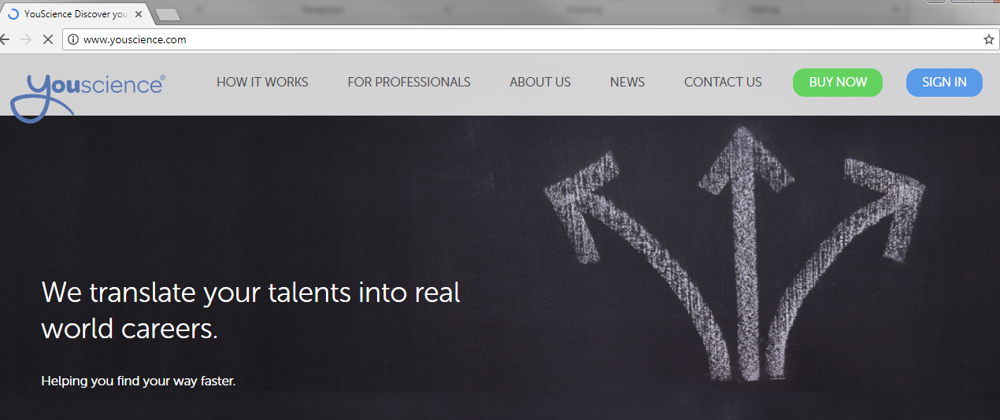 YouScience Discover you
www.youscience.com
youscience®
HOW IT WORKS
FOR PROFESSIONALS
ABOUT US
NEWS
CONTACT US
BUY NOW
SIGN IN
We translate your talents into real
world careers.
Helping you find your way faster.